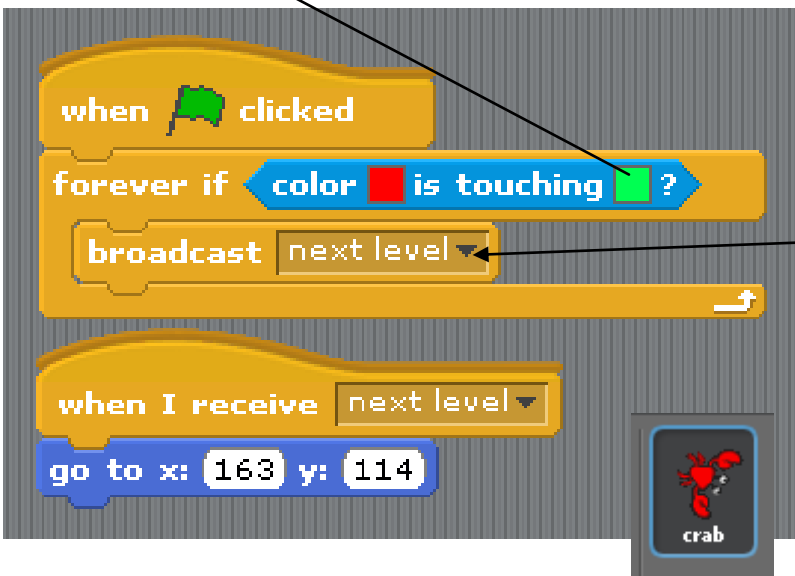 when clicked
forever if color is touching ?
broadcast next level
when I receive next level
go to x: 163 y: 114
crab